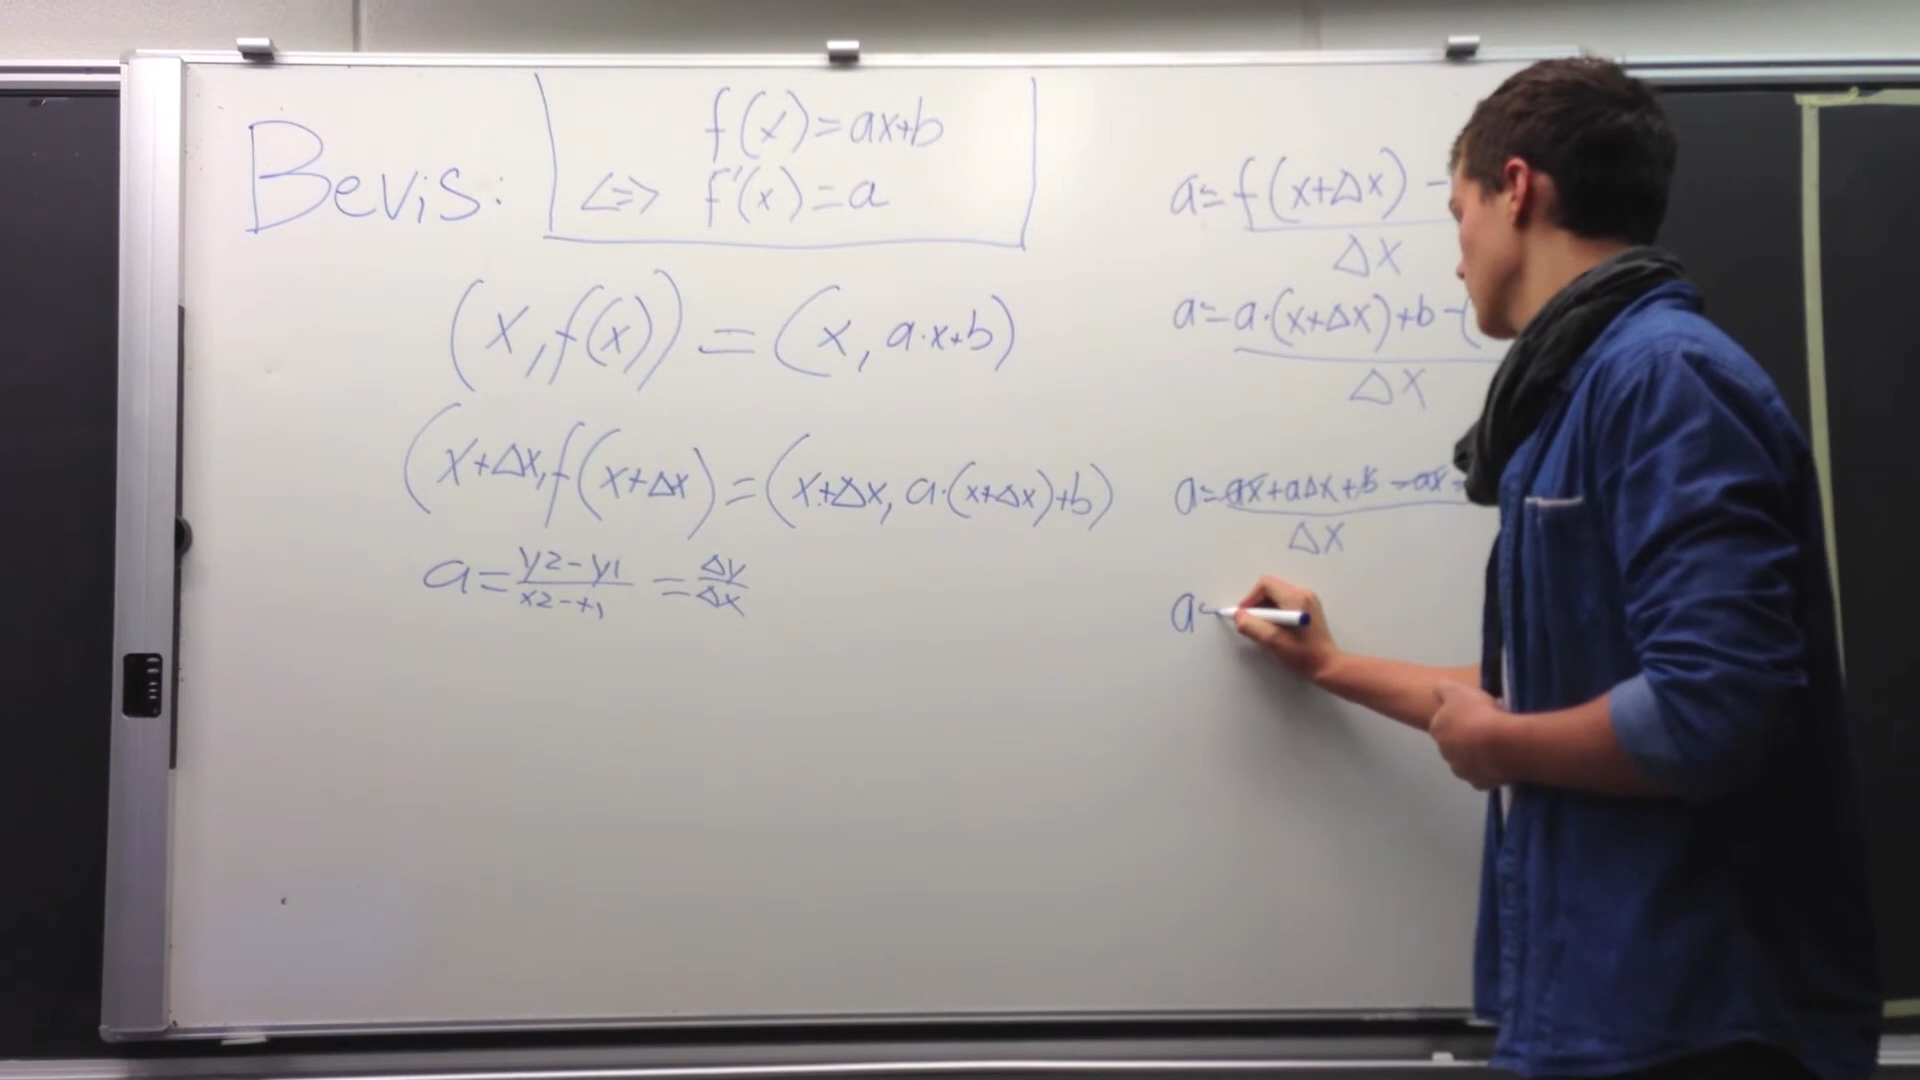 Bevis:
f(x)=ax+b
<=> f'(x)=a
(x, f(x)) = (x, a·x+b)
(x+Δx, f(x+Δx) = (x+Δx, a·(x+Δx)+b)
a = y2-y1 / x2-x1 = Δy / Δx
a = f(x+Δx) - / Δx
a = a·(x+Δx)+b-( / Δx
a = ax+aΔx+b-ax- / Δx
a=